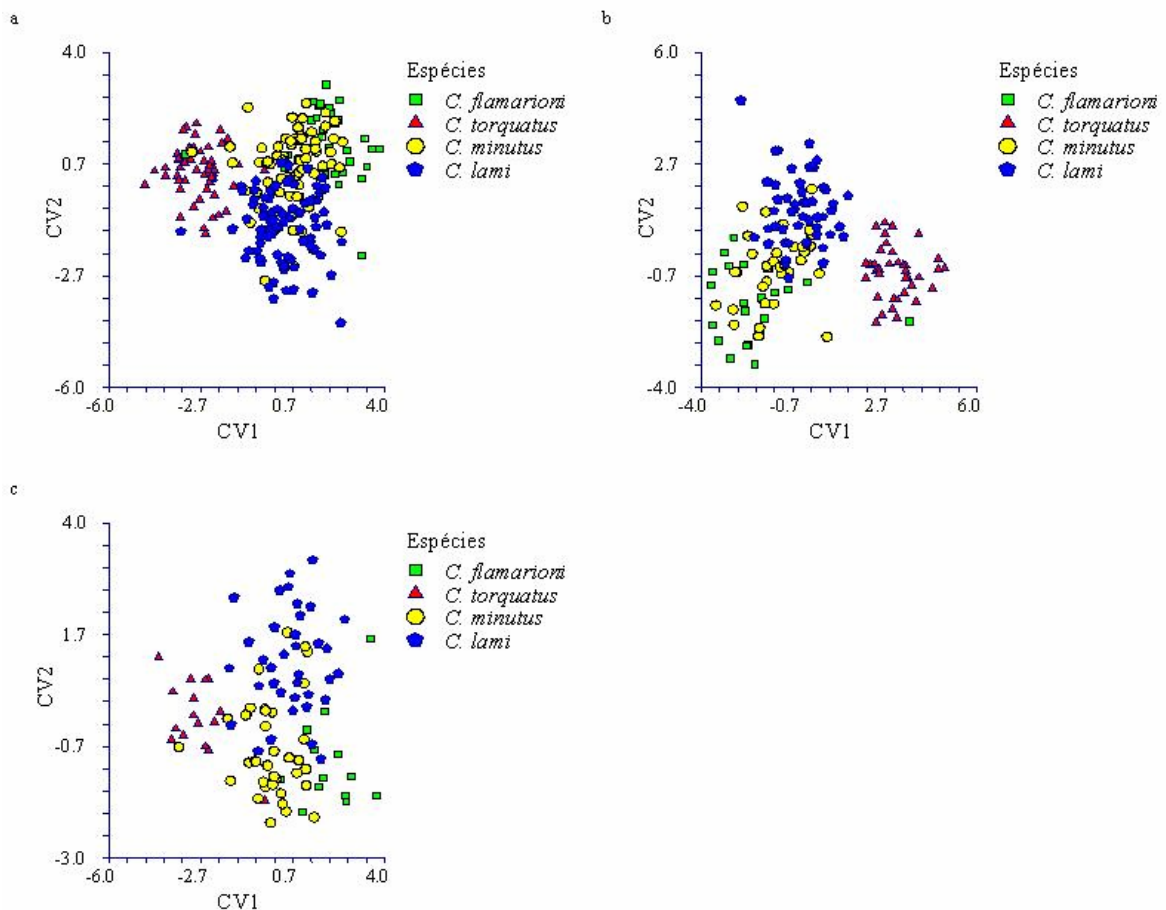 a
4.0
0.7
-2.7
-6.0
CV2
-6.0 -2.7 0.7 4.0
CV1
Espécies
C. flamarioni
C. torquatus
C. minutus
C. lami
b
6.0
2.7
-0.7
-4.0
CV2
-4.0 -0.7 2.7 6.0
CV1
Espécies
C. flamarioni
C. torquatus
C. minutus
C. lami
c
4.0
1.7
-0.7
-3.0
CV2
-6.0 -2.7 0.7 4.0
CV1
Espécies
C. flamarioni
C. torquatus
C. minutus
C. lami